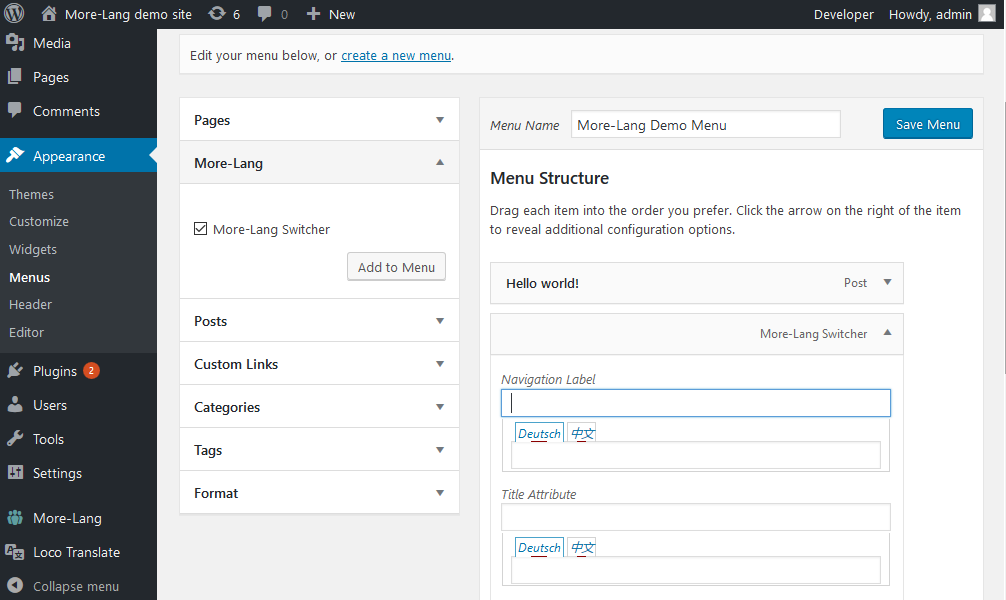 More-Lang demo site 6 0 New Developer Howdy, admin
Media
Pages
Comments
Appearance
Themes
Customize
Widgets
Menus
Header
Editor
Plugins 2
Users
Tools
Settings
More-Lang
Loco Translate
Collapse menu
Edit your menu below, or create a new menu.
Pages
More-Lang
More-Lang Switcher
Add to Menu
Posts
Custom Links
Categories
Tags
Format
Menu Name More-Lang Demo Menu Save Menu
Menu Structure
Drag each item into the order you prefer. Click the arrow on the right of the item
to reveal additional configuration options.
Hello world! Post
More-Lang Switcher
Navigation Label
Deutsch 中文
Title Attribute
Deutsch 中文